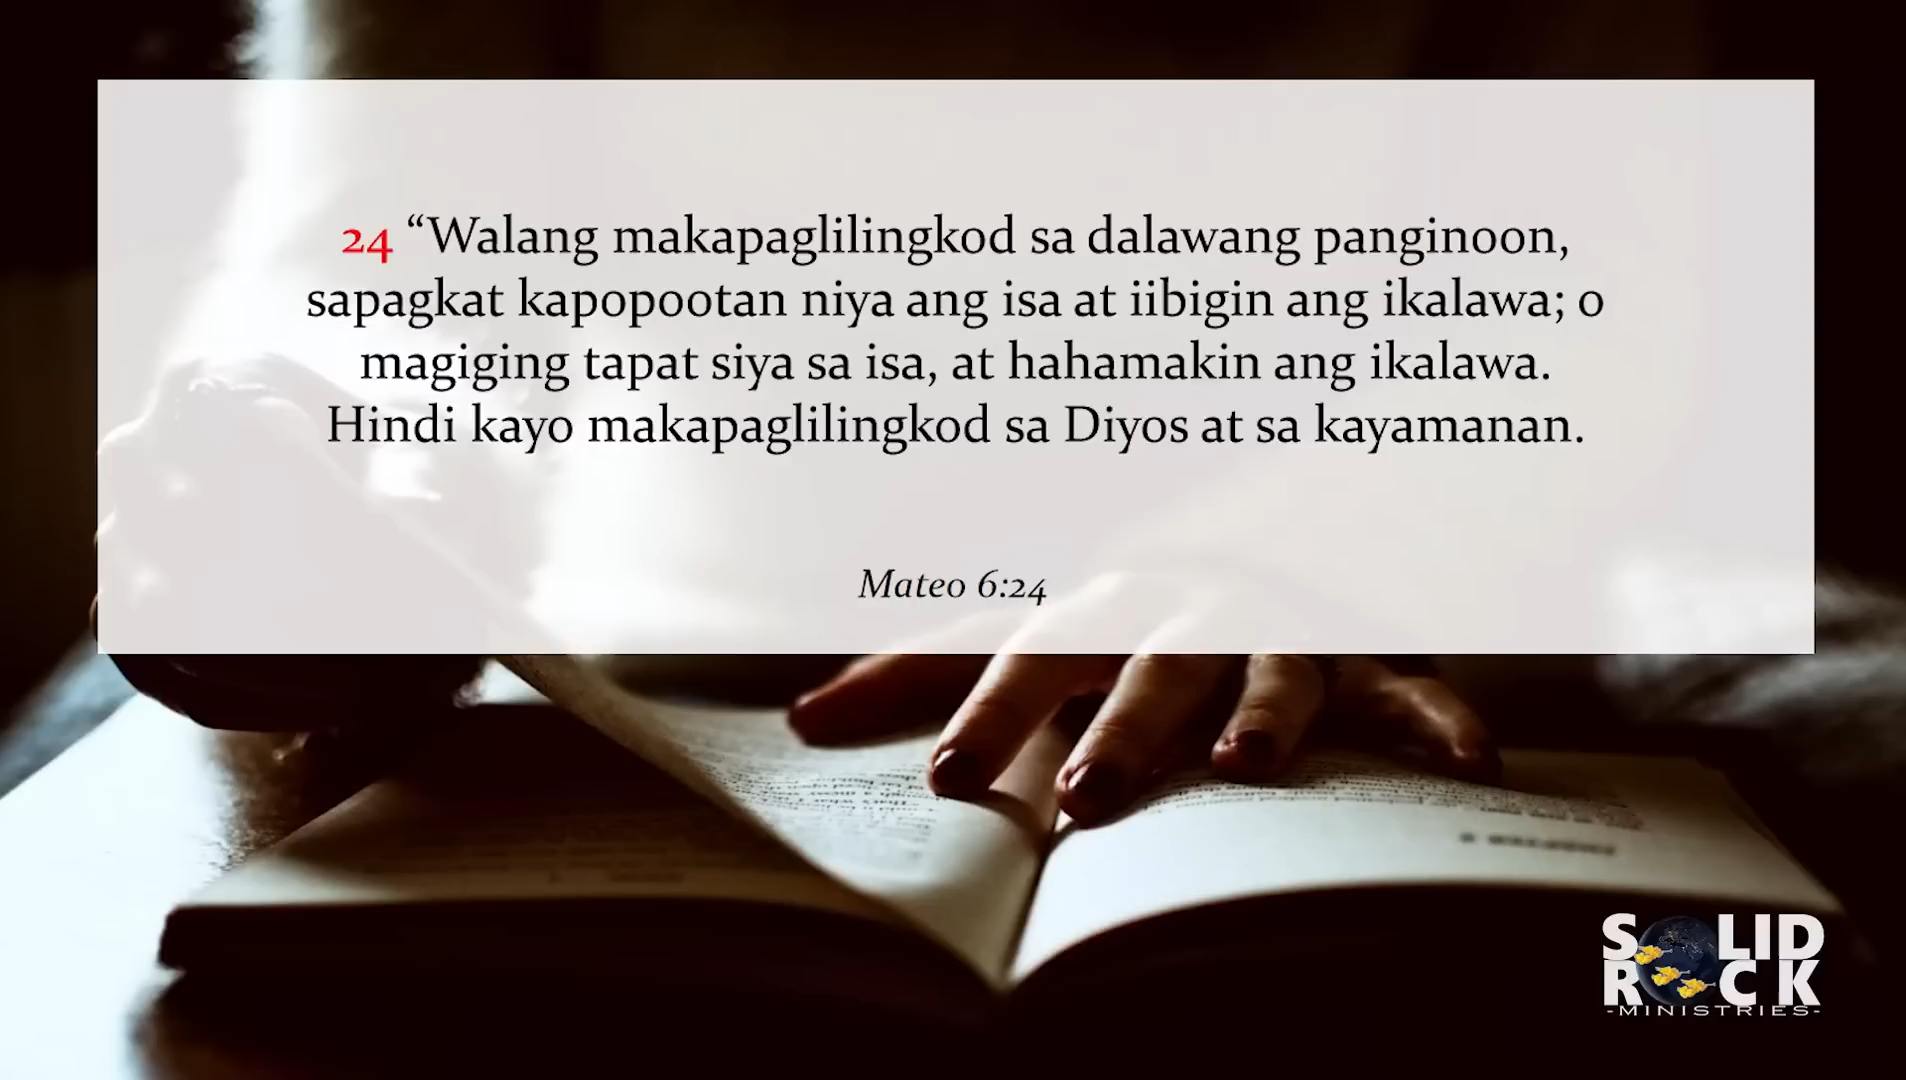 24 “Walang makapaglilingkod sa dalawang panginoon,
sapagkat kapopootan niya ang isa at iibigin ang ikalawa; o
magiging tapat siya sa isa, at hahamakin ang ikalawa.
Hindi kayo makapaglilingkod sa Diyos at sa kayamanan.
Mateo 6:24
SOLID
ROCK
-MINISTRIES-